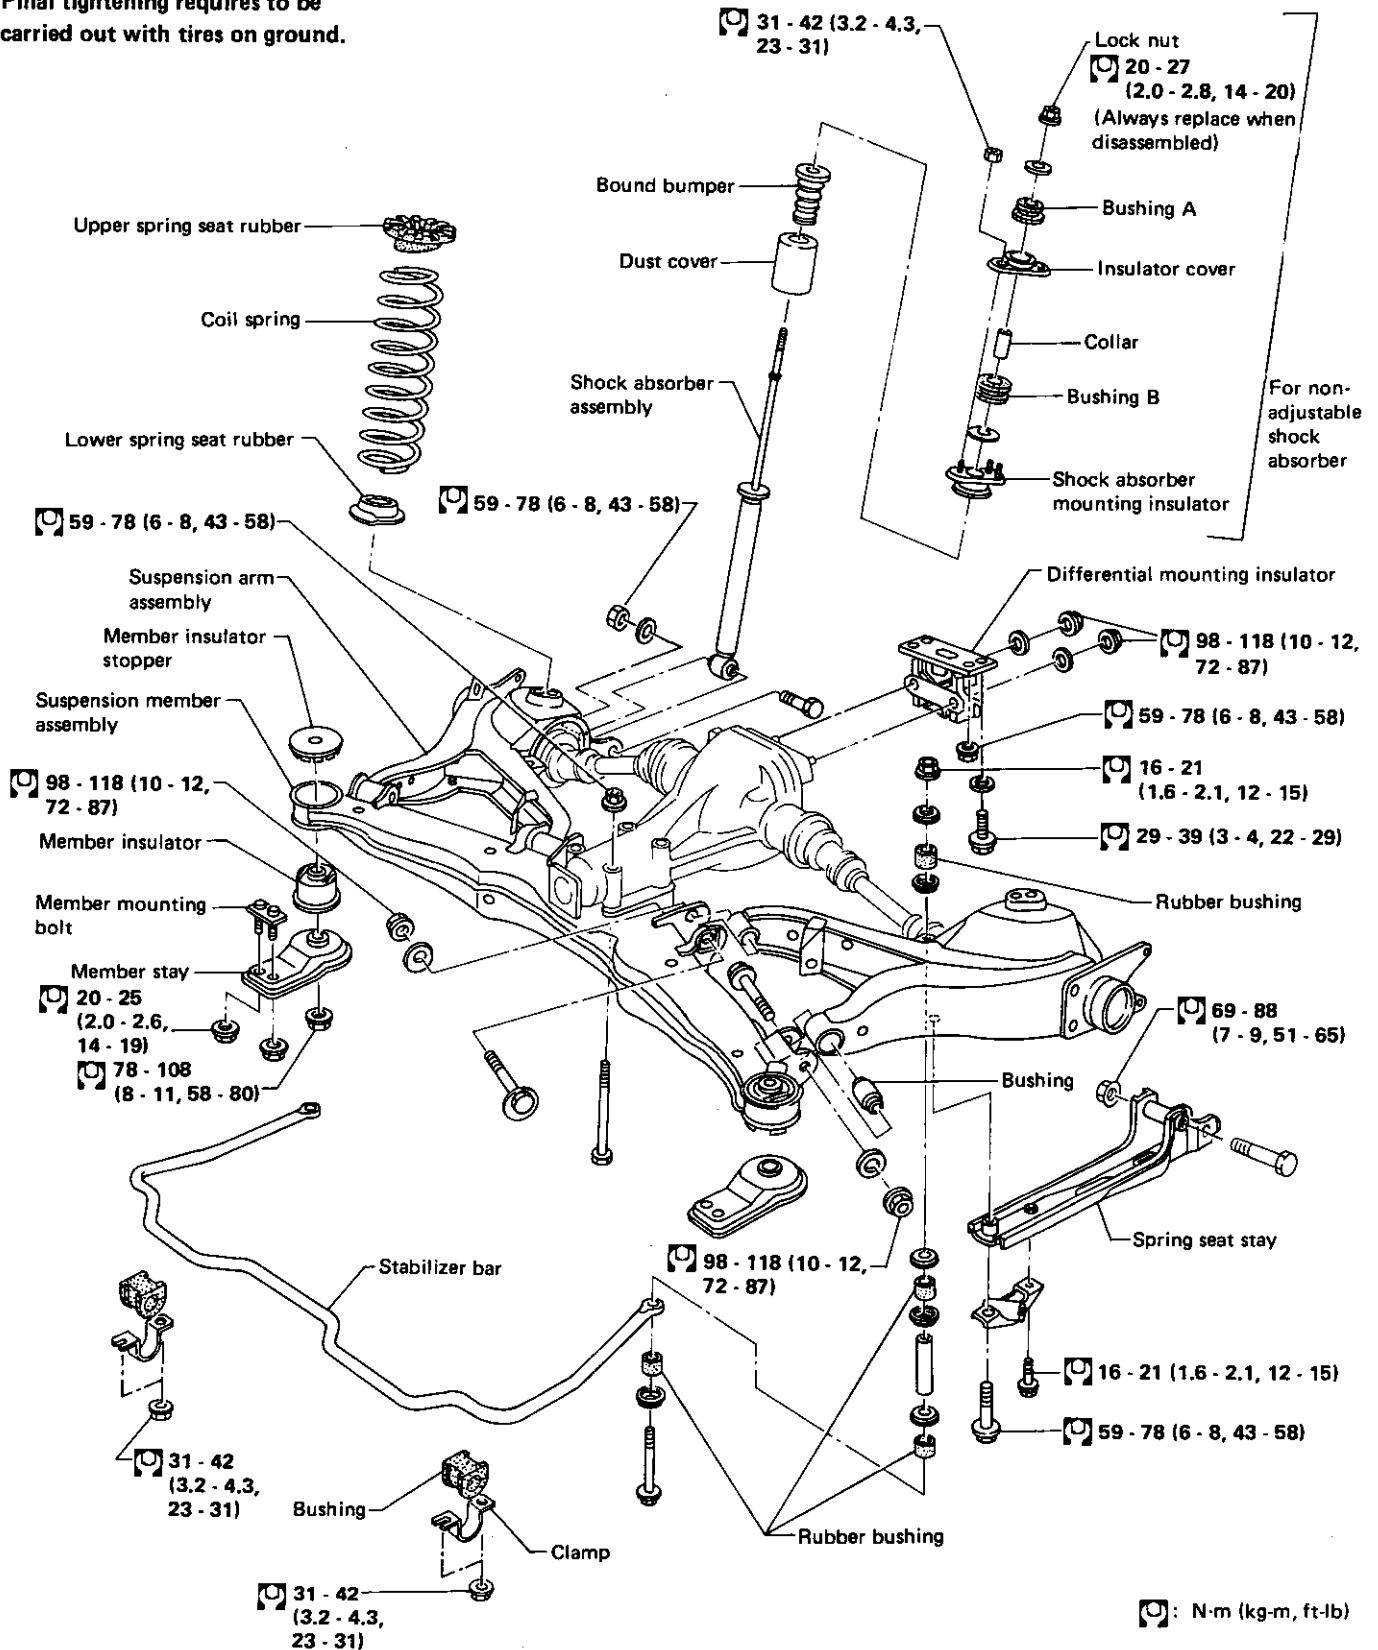 Final tightening requires to be
carried out with tires on ground.
31 - 42 (3.2 - 4.3,
23 - 31)
Lock nut
20 - 27
(2.0 - 2.8, 14 - 20)
(Always replace when
disassembled)
Bound bumper
Upper spring seat rubber
Bushing A
Dust cover
Insulator cover
Coil spring
Collar
Shock absorber
assembly
Bushing B
For non-
adjustable
shock
absorber
Lower spring seat rubber
Shock absorber
mounting insulator
59 - 78 (6 - 8, 43 - 58)
59 - 78 (6 - 8, 43 - 58)
Suspension arm
assembly
Differential mounting insulator
Member insulator
stopper
98 - 118 (10 - 12,
72 - 87)
Suspension member
assembly
59 - 78 (6 - 8, 43 - 58)
98 - 118 (10 - 12,
72 - 87)
16 - 21
(1.6 - 2.1, 12 - 15)
Member insulator
29 - 39 (3 - 4, 22 - 29)
Member mounting
bolt
Rubber bushing
Member stay
20 - 25
(2.0 - 2.6,
14 - 19)
69 - 88
(7 - 9, 51 - 65)
78 - 108
(8 - 11, 58 - 80)
Bushing
Spring seat stay
98 - 118 (10 - 12,
72 - 87)
Stabilizer bar
16 - 21 (1.6 - 2.1, 12 - 15)
59 - 78 (6 - 8, 43 - 58)
31 - 42
(3.2 - 4.3,
23 - 31)
Bushing
Rubber bushing
Clamp
31 - 42
(3.2 - 4.3,
23 - 31)
: N·m (kg-m, ft-lb)